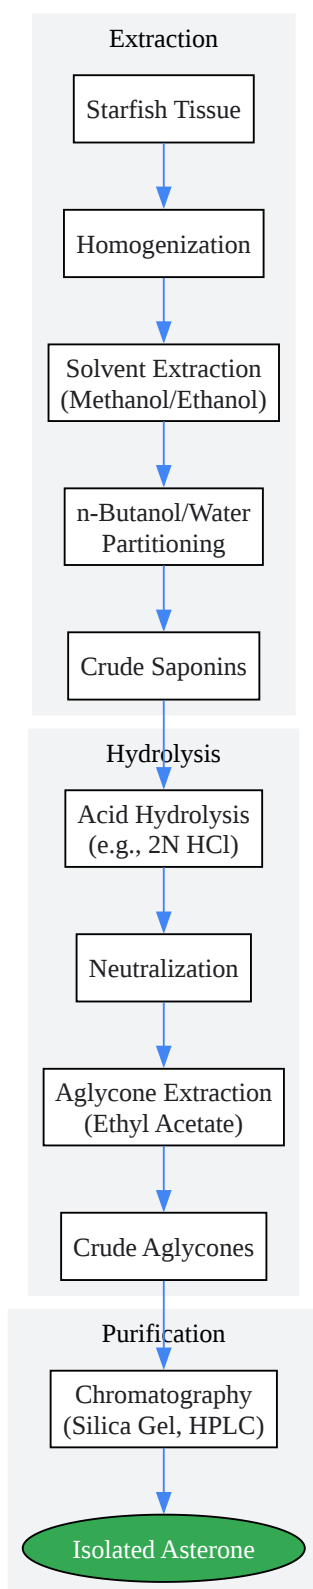 Extraction
Starfish Tissue
Homogenization
Solvent Extraction
(Methanol/Ethanol)
n-Butanol/Water
Partitioning
Crude Saponins
Hydrolysis
Acid Hydrolysis
(e.g., 2N HCl)
Neutralization
Aglycone Extraction
(Ethyl Acetate)
Crude Aglycones
Purification
Chromatography
(Silica Gel, HPLC)
Isolated Asterone